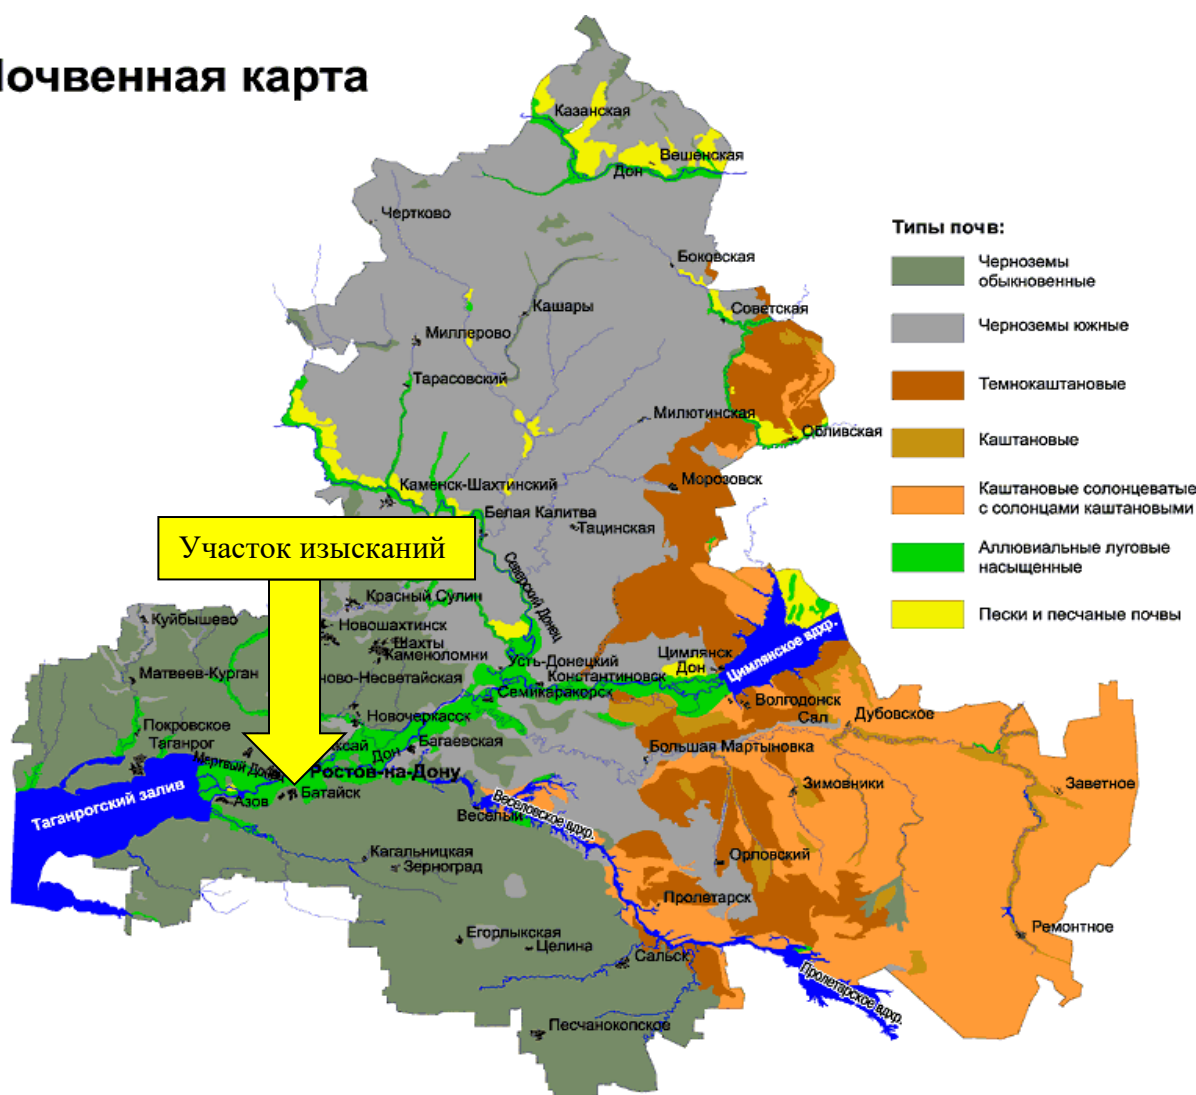 Почвенная карта
Казанская
Вешенская
Дон
Чертково
Боковская
Советская
Кашары
Миллерово
Тарасовский
Милютинская
Обливская
Морозовск
Каменск-Шахтинский
Белая Калитва
Тацинская
Северский Донец
Участок изысканий
Красный Сулин
Куйбышево
Новошахтинск
Шахты
Каменоломни
Матвеев-Курган
ново-Несветайская
Усть-Донецкий
Константиновск
Семикаракорск
Цимлянск
Дон
Цимлянское вдхр.
Волгодонск
Сал
Дубовское
Покровское
Таганрог
Новочеркасск
ксай
Дон
Багаевская
Большая Мартыновка
Мертвый Донец
Ростов-на-Дону
Таганрогский залив
Азов
Батайск
Веселый
Веселовское вдхр.
Зимовники
Заветное
Кагальницкая
Зерноград
Орловский
Пролетарск
Егорлыкская
Целина
Сальск
Ремонтное
Пролетарское вдхр.
Песчанокопское
Типы почв:
Черноземы
обыкновенные
Черноземы южные
Темнокаштановые
Каштановые
Каштановые солонцеватые
с солонцами каштановыми
Аллювиальные луговые
насыщенные
Пески и песчаные почвы